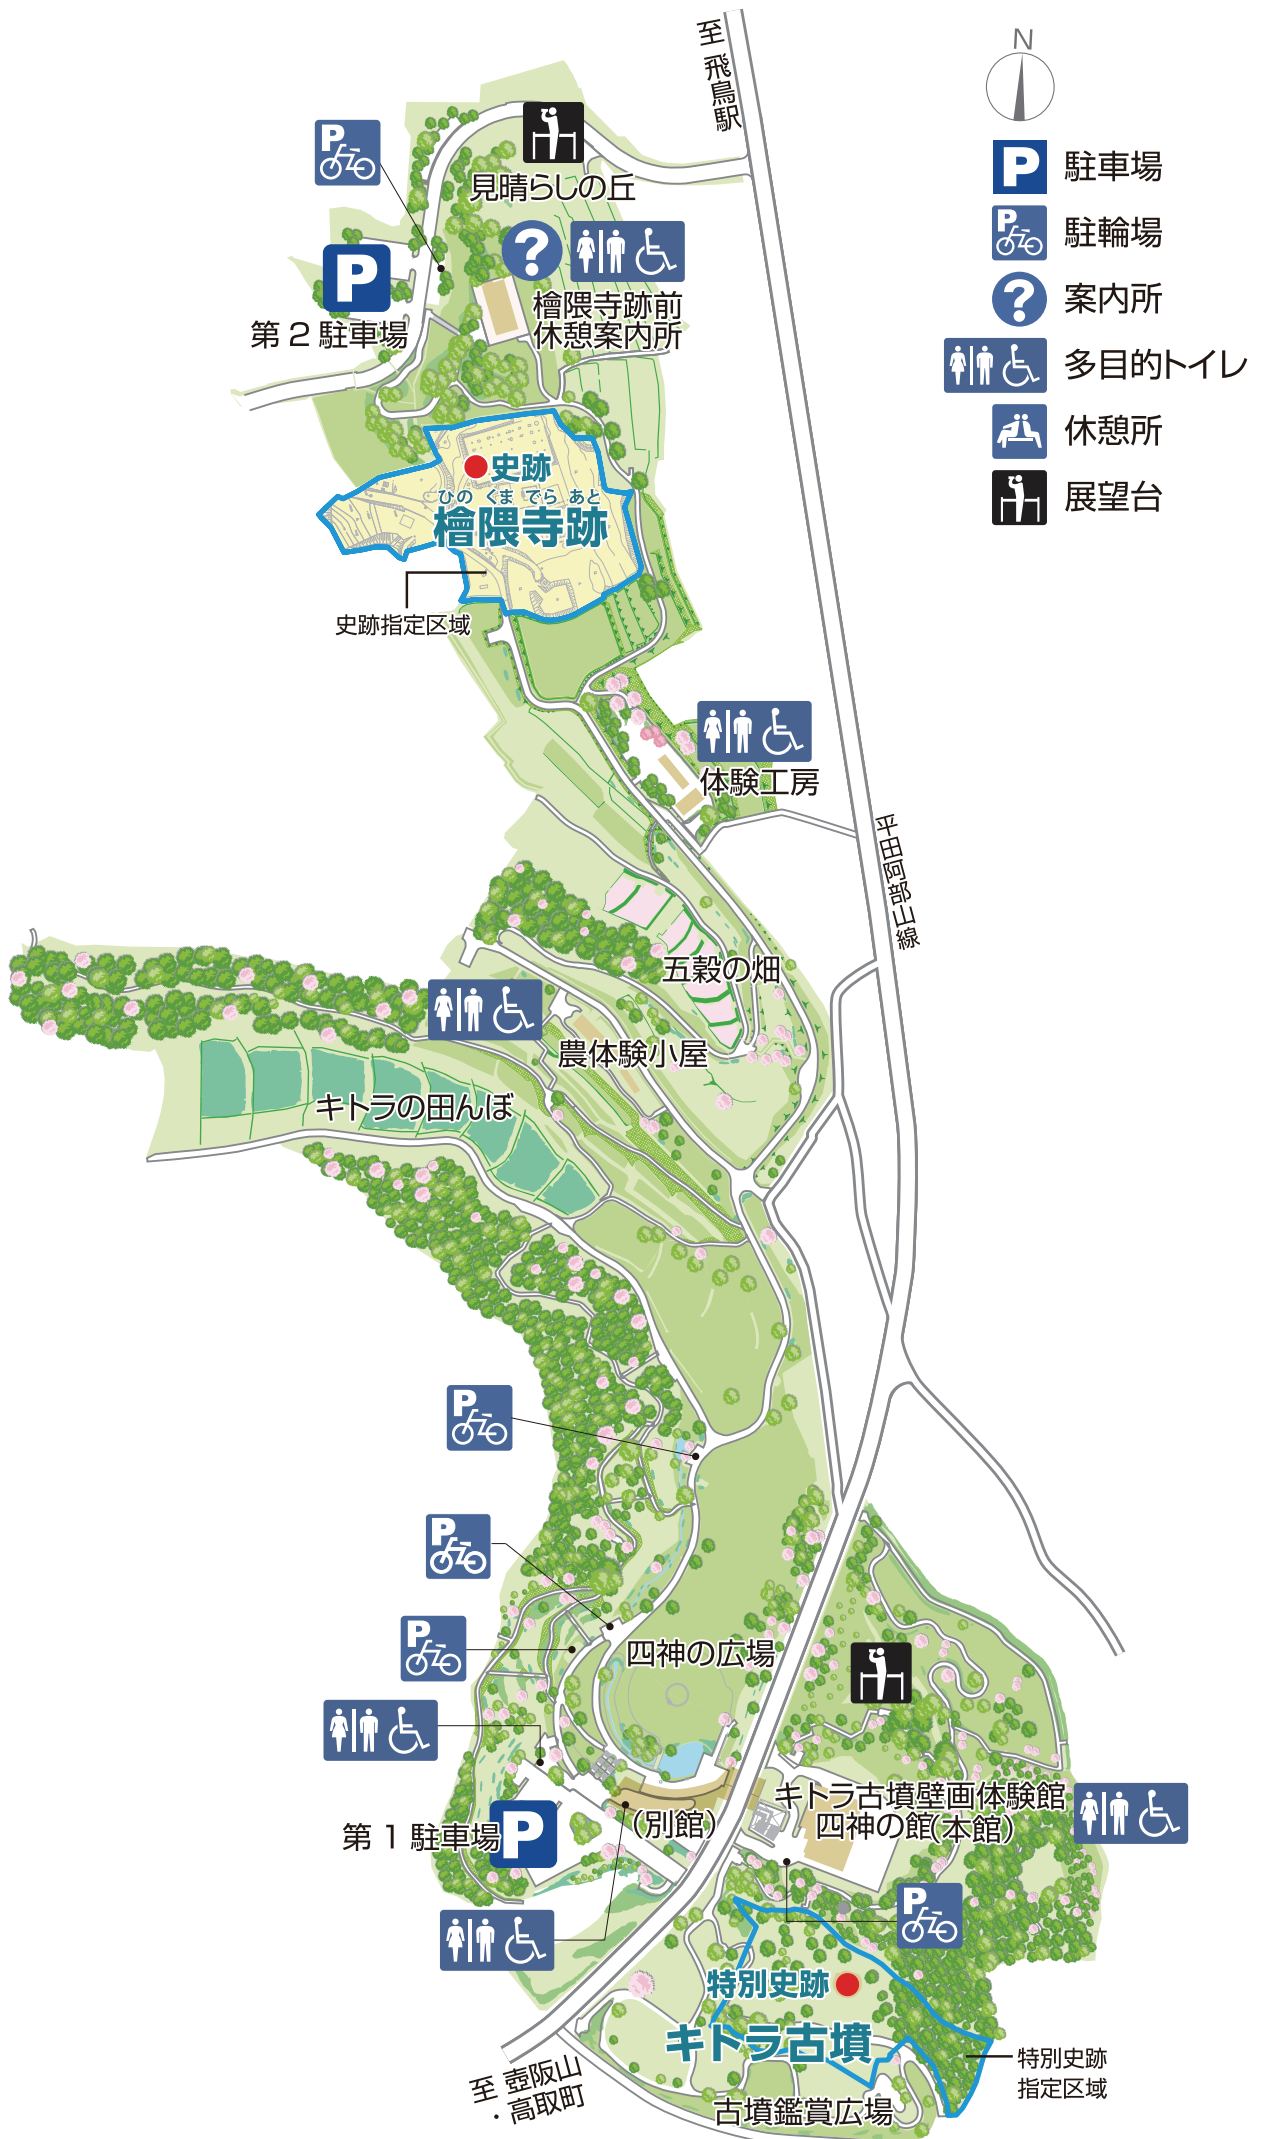 至 飛鳥駅
N
P
駐車場
P
駐輪場
?
案内所
多目的トイレ
休憩所
展望台
P
見晴らしの丘
?
P
檜隈寺跡前
休憩案内所
第2駐車場
史跡
ひのくまでらあと
檜隈寺跡
史跡指定区域
体験工房
平田阿部山線
五穀の畑
農体験小屋
キトラの田んぼ
P
P
P
四神の広場
キトラ古墳壁画体験館
四神の館(本館)
(別館)
第1駐車場
P
P
特別史跡
キトラ古墳
特別史跡
指定区域
至 壺阪山
・高取町
古墳鑑賞広場